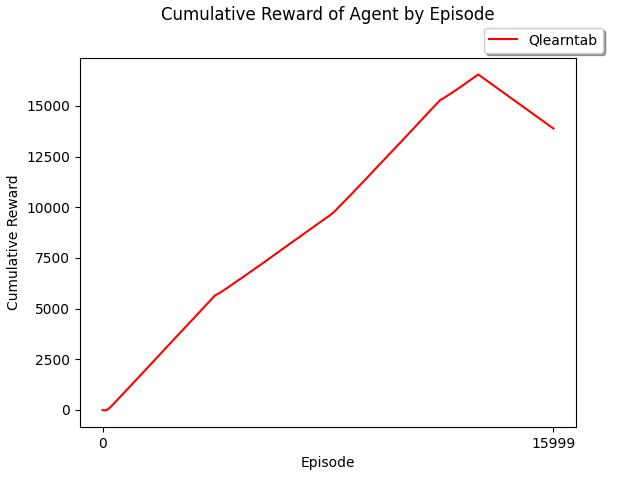 Cumulative Reward of Agent by Episode
Qlearntab
15000
12500
10000
7500
5000
2500
0
Cumulative Reward
0 15999
Episode